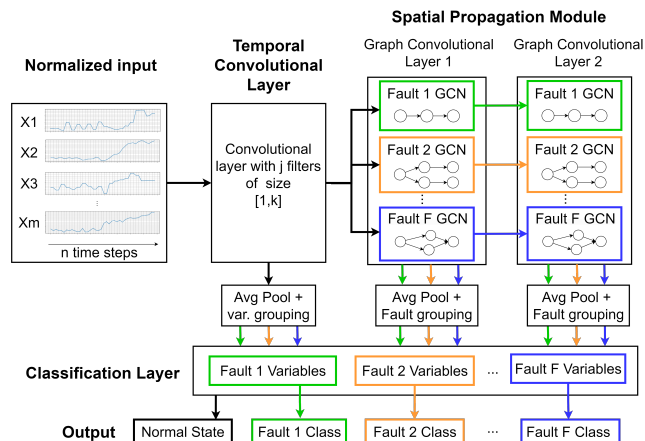 Spatial Propagation Module
Normalized input
Temporal
Convolutional
Layer
Graph Convolutional
Layer 1
Graph Convolutional
Layer 2
X1
X2
X3
...
Xm
n time steps
Convolutional
layer with j filters
of size
[1,k]
Fault 1 GCN
Fault 2 GCN
...
Fault F GCN
Fault 1 GCN
Fault 2 GCN
...
Fault F GCN
Avg Pool +
var. grouping
Avg Pool +
Fault grouping
Avg Pool +
Fault grouping
Classification Layer
Fault 1 Variables
Fault 2 Variables
...
Fault F Variables
Output
Normal State
Fault 1 Class
Fault 2 Class
...
Fault F Class